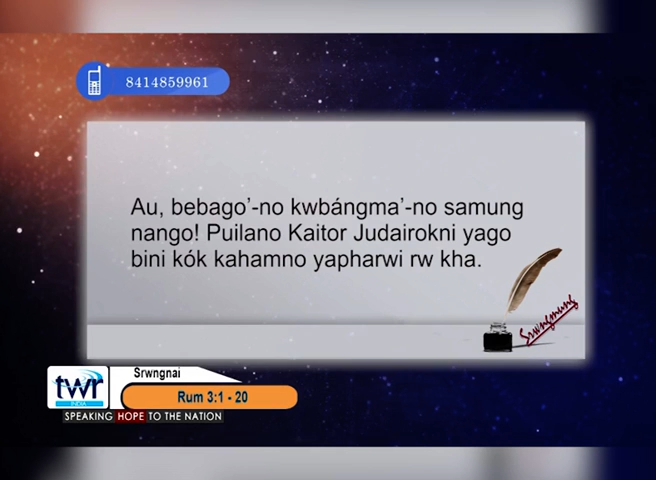 8414859961
Au, bebago’-no kwbángma’-no samung
nango! Puilano Kaitor Judairokni yago
bini kók kahamno yapharwi rw kha.
Srwngmung
twr
INDIA
Srwngnai
Rum 3:1 - 20
SPEAKING HOPE TO THE NATION